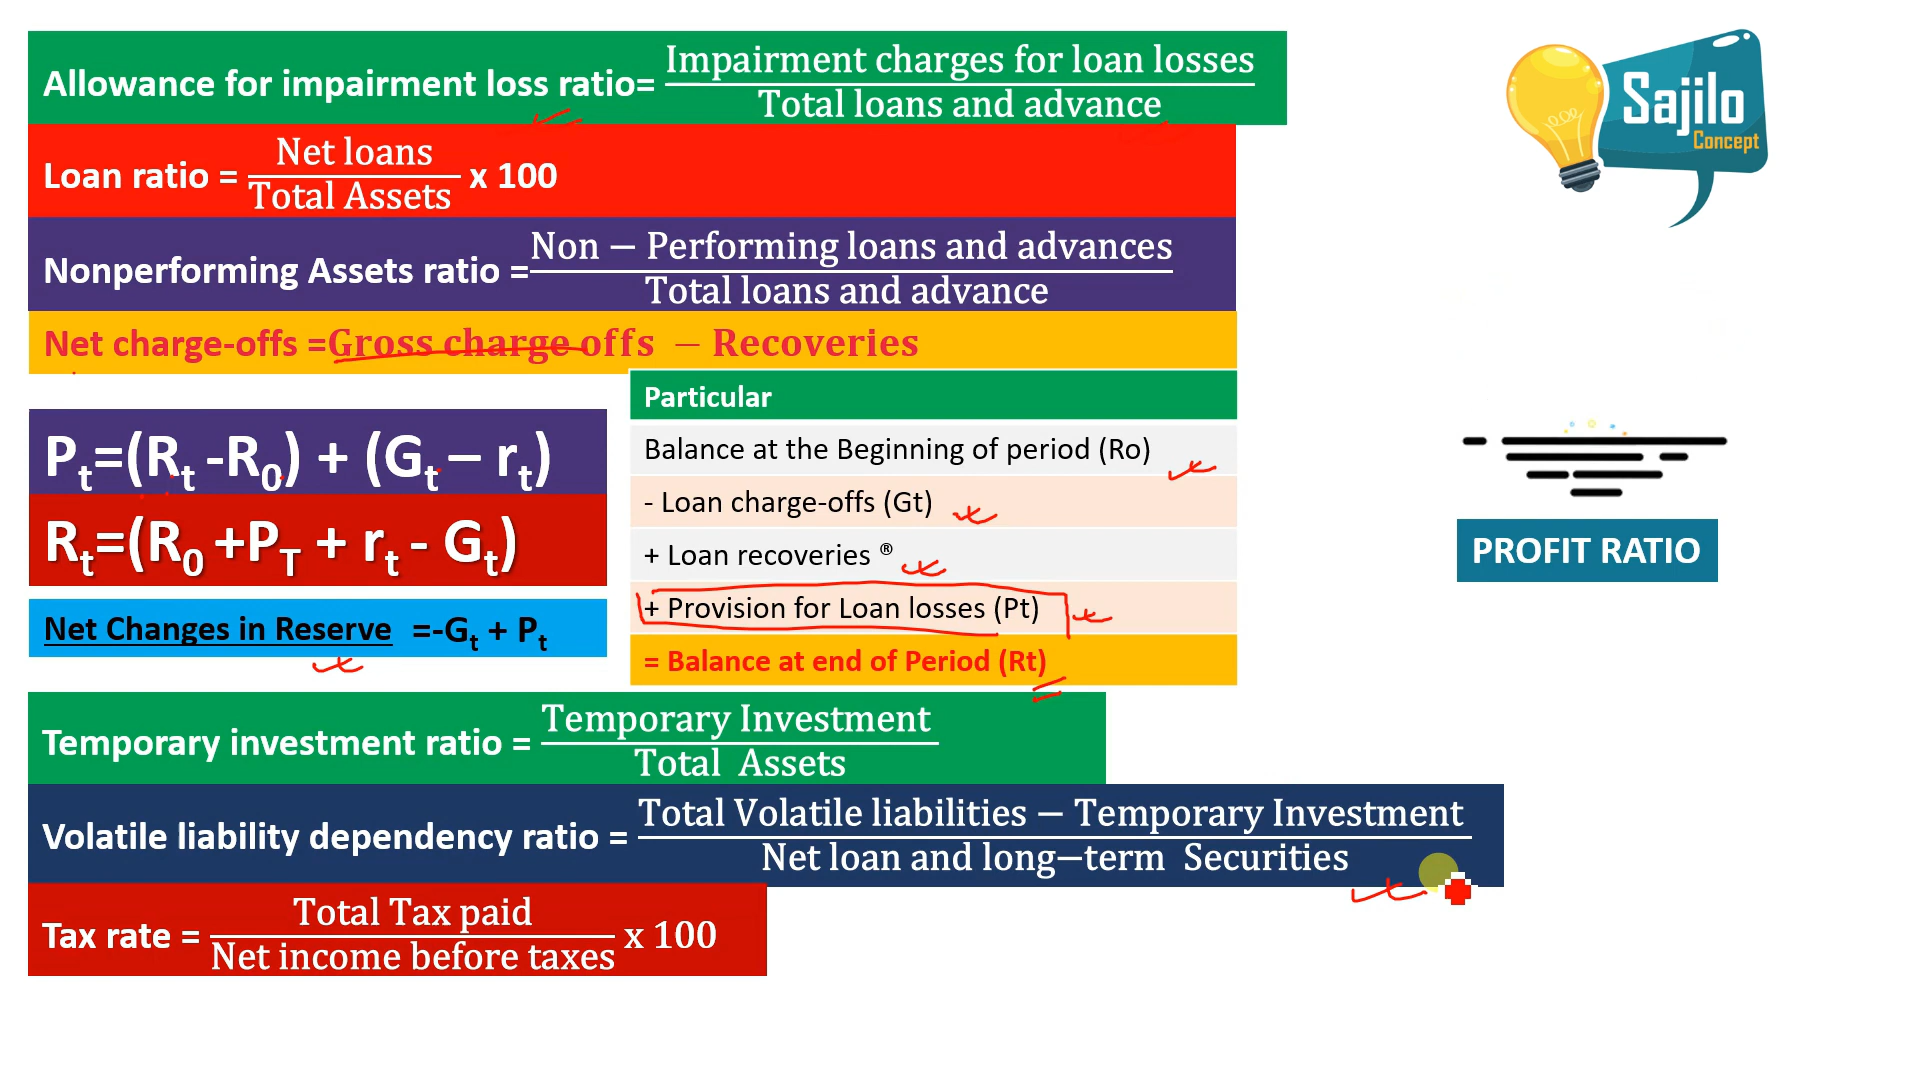 Allowance for impairment loss ratio= Impairment charges for loan losses / Total loans and advance
Loan ratio = Net loans / Total Assets x 100
Nonperforming Assets ratio = Non − Performing loans and advances / Total loans and advance
Net charge-offs =Gross charge offs − Recoveries
Pt=(Rt -R0) + (Gt – rt)
Rt=(R0 +PT + rt - Gt)
Net Changes in Reserve =-Gt + Pt
Particular
Balance at the Beginning of period (Ro)
- Loan charge-offs (Gt)
+ Loan recoveries ®
+ Provision for Loan losses (Pt)
= Balance at end of Period (Rt)
Temporary investment ratio = Temporary Investment / Total Assets
Volatile liability dependency ratio = Total Volatile liabilities − Temporary Investment / Net loan and long−term Securities
Tax rate = Total Tax paid / Net income before taxes x 100
Sajilo
Concept
PROFIT RATIO